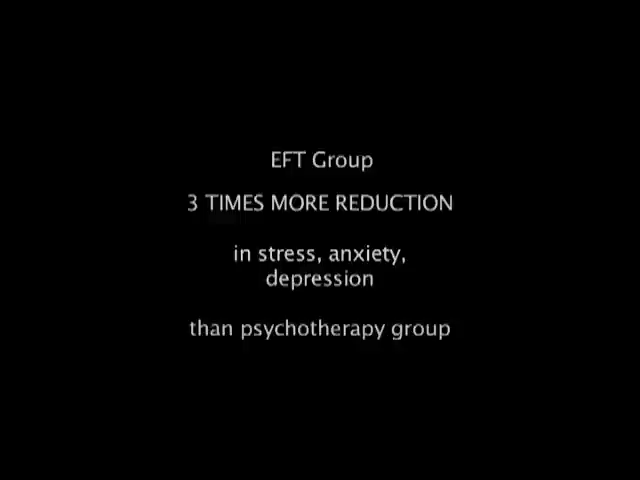 EFT Group
3 TIMES MORE REDUCTION
in stress, anxiety,
depression
than psychotherapy group